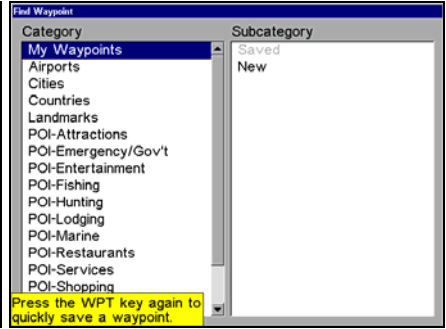 Find Waypoint
Category
Subcategory
My Waypoints
Airports
Cities
Countries
Landmarks
POI-Attractions
POI-Emergency/Gov't
POI-Entertainment
POI-Fishing
POI-Hunting
POI-Lodging
POI-Marine
POI-Restaurants
POI-Services
POI-Shopping
Saved
New
Press the WPT key again to
quickly save a waypoint.